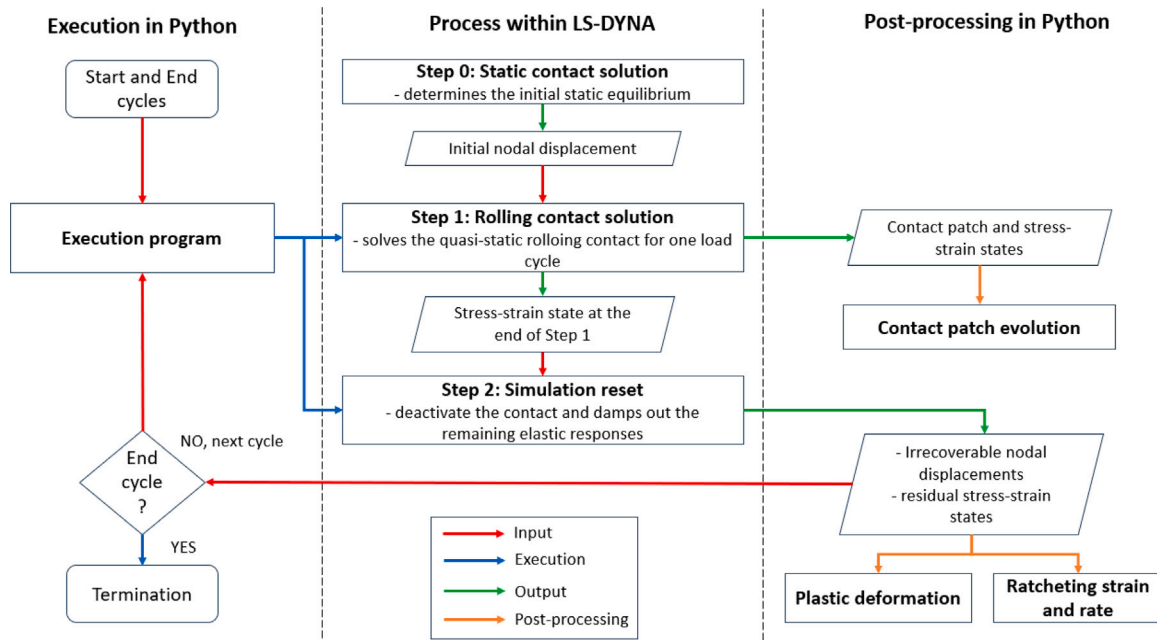 Execution in Python
Start and End
cycles
Execution program
NO, next cycle
End
cycle
?
YES
Termination
Process within LS-DYNA
Step 0: Static contact solution
- determines the initial static equilibrium
Initial nodal displacement
Step 1: Rolling contact solution
- solves the quasi-static rolloing contact for one load
cycle
Stress-strain state at the
end of Step 1
Step 2: Simulation reset
- deactivate the contact and damps out the
remaining elastic responses
Input
Execution
Output
Post-processing
Post-processing in Python
Contact patch and stress-
strain states
Contact patch evolution
- Irrecoverable nodal
displacements
- residual stress-strain
states
Plastic deformation
Ratcheting strain
and rate